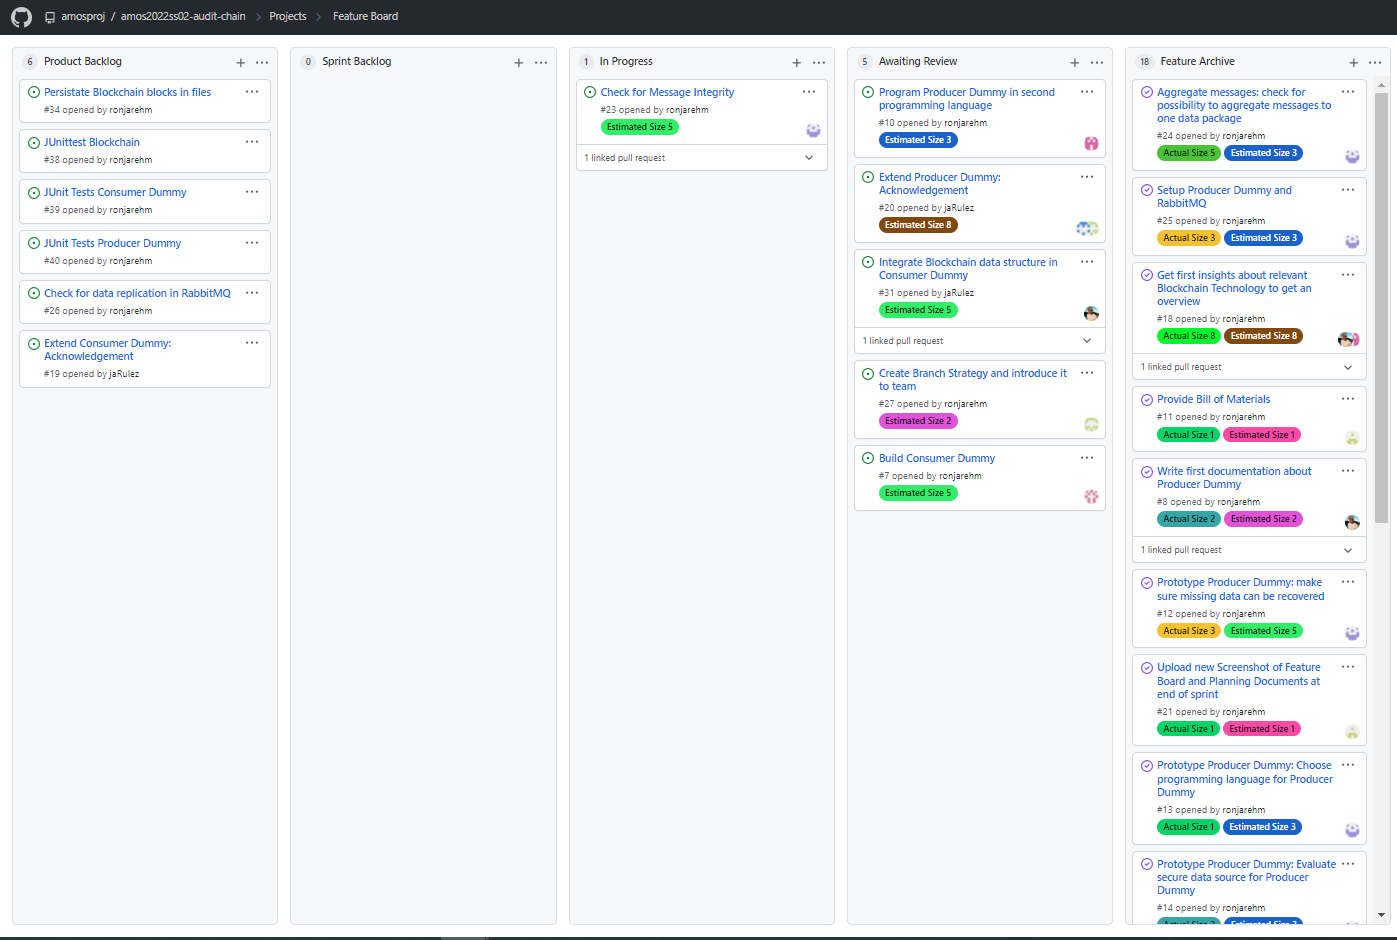 amosproj / amos2022ss02-audit-chain > Projects > Feature Board
6 Product Backlog
Persistate Blockchain blocks in files
#34 opened by ronjarehm
JUnittest Blockchain
#38 opened by ronjarehm
JUnit Tests Consumer Dummy
#39 opened by ronjarehm
JUnit Tests Producer Dummy
#40 opened by ronjarehm
Check for data replication in RabbitMQ
#26 opened by ronjarehm
Extend Consumer Dummy:
Acknowledgement
#19 opened by jaRulez
0 Sprint Backlog
1 In Progress
Check for Message Integrity
#23 opened by ronjarehm
Estimated Size 5
1 linked pull request
5 Awaiting Review
Program Producer Dummy in second
programming language
#10 opened by ronjarehm
Estimated Size 3
Extend Producer Dummy:
Acknowledgement
#20 opened by jaRulez
Estimated Size 8
Integrate Blockchain data structure in
Consumer Dummy
#31 opened by jaRulez
Estimated Size 5
1 linked pull request
Create Branch Strategy and introduce it
to team
#27 opened by ronjarehm
Estimated Size 2
Build Consumer Dummy
#7 opened by ronjarehm
Estimated Size 5
18 Feature Archive
Aggregate messages: check for
possibility to aggregate messages to
one data package
#24 opened by ronjarehm
Actual Size 5 Estimated Size 3
Setup Producer Dummy and
RabbitMQ
#25 opened by ronjarehm
Actual Size 3 Estimated Size 3
Get first insights about relevant
Blockchain Technology to get an
overview
#18 opened by ronjarehm
Actual Size 8 Estimated Size 8
1 linked pull request
Provide Bill of Materials
#11 opened by ronjarehm
Actual Size 1 Estimated Size 1
Write first documentation about
Producer Dummy
#8 opened by ronjarehm
Actual Size 2 Estimated Size 2
1 linked pull request
Prototype Producer Dummy: make
sure missing data can be recovered
#12 opened by ronjarehm
Actual Size 3 Estimated Size 5
Upload new Screenshot of Feature
Board and Planning Documents at
end of sprint
#21 opened by ronjarehm
Actual Size 1 Estimated Size 1
Prototype Producer Dummy: Choose
programming language for Producer
Dummy
#13 opened by ronjarehm
Actual Size 1 Estimated Size 3
Prototype Producer Dummy: Evaluate
secure data source for Producer
Dummy
#14 opened by ronjarehm